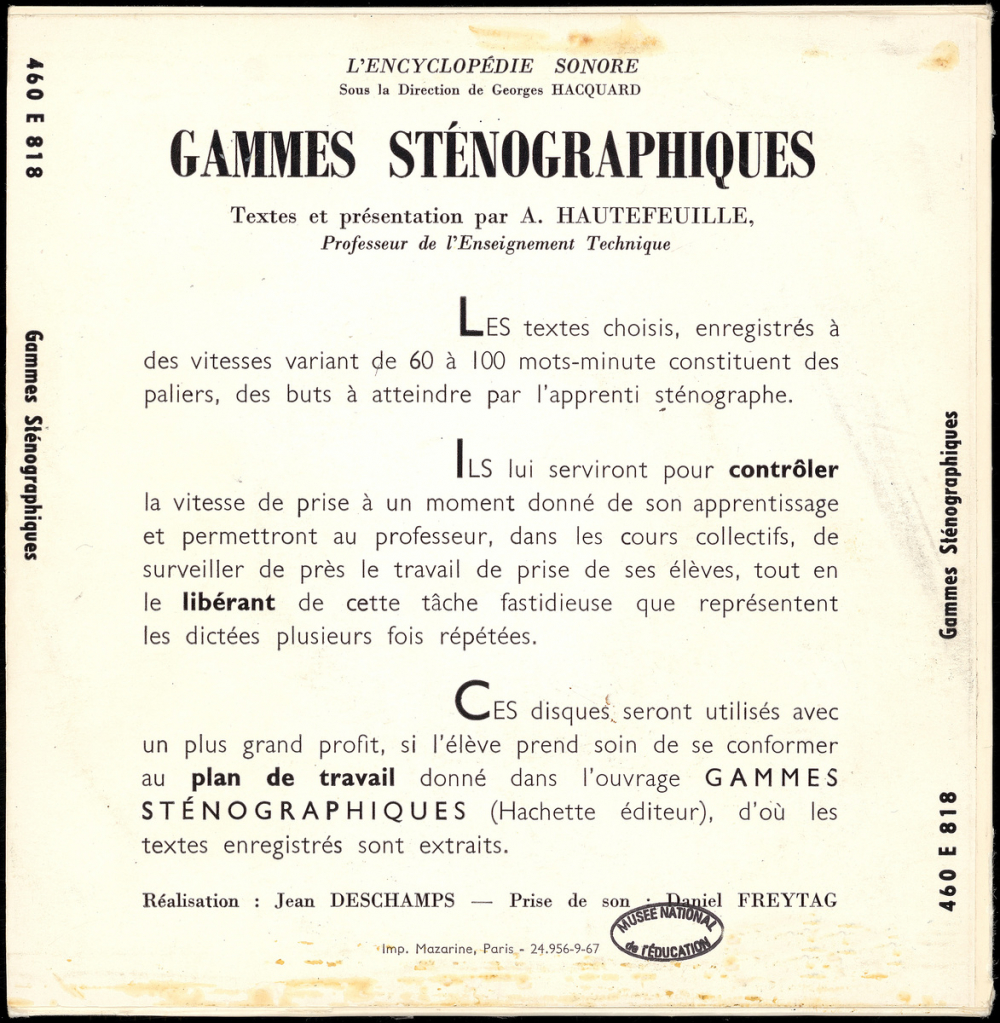 L'ENCYCLOPÉDIE SONORE
Sous la Direction de Georges HACQUARD
GAMMES STÉNOGRAPHIQUES
Textes et présentation par A. HAUTEFEUILLE,
Professeur de l'Enseignement Technique
LES textes choisis, enregistrés à
des vitesses variant de 60 à 100 mots-minute constituent des
paliers, des buts à atteindre par l'apprenti sténographe.
ILS lui serviront pour contrôler
la vitesse de prise à un moment donné de son apprentissage
et permettront au professeur, dans les cours collectifs, de
surveiller de près le travail de prise de ses élèves, tout en
le libérant de cette tâche fastidieuse que représentent
les dictées plusieurs fois répétées.
CES disques seront utilisés avec
un plus grand profit, si l'élève prend soin de se conformer
au plan de travail donné dans l'ouvrage GAMMES
STÉNOGRAPHIQUES (Hachette éditeur), d'où les
textes enregistrés sont extraits.
Réalisation : Jean DESCHAMPS — Prise de son : Daniel FREYTAG
MUSÉE NATIONAL
de l'ÉDUCATION
Imp. Mazarine, Paris - 24.956-9-67
460 E 818
Gammes Sténographiques
Gammes Sténographiques
460 E 818